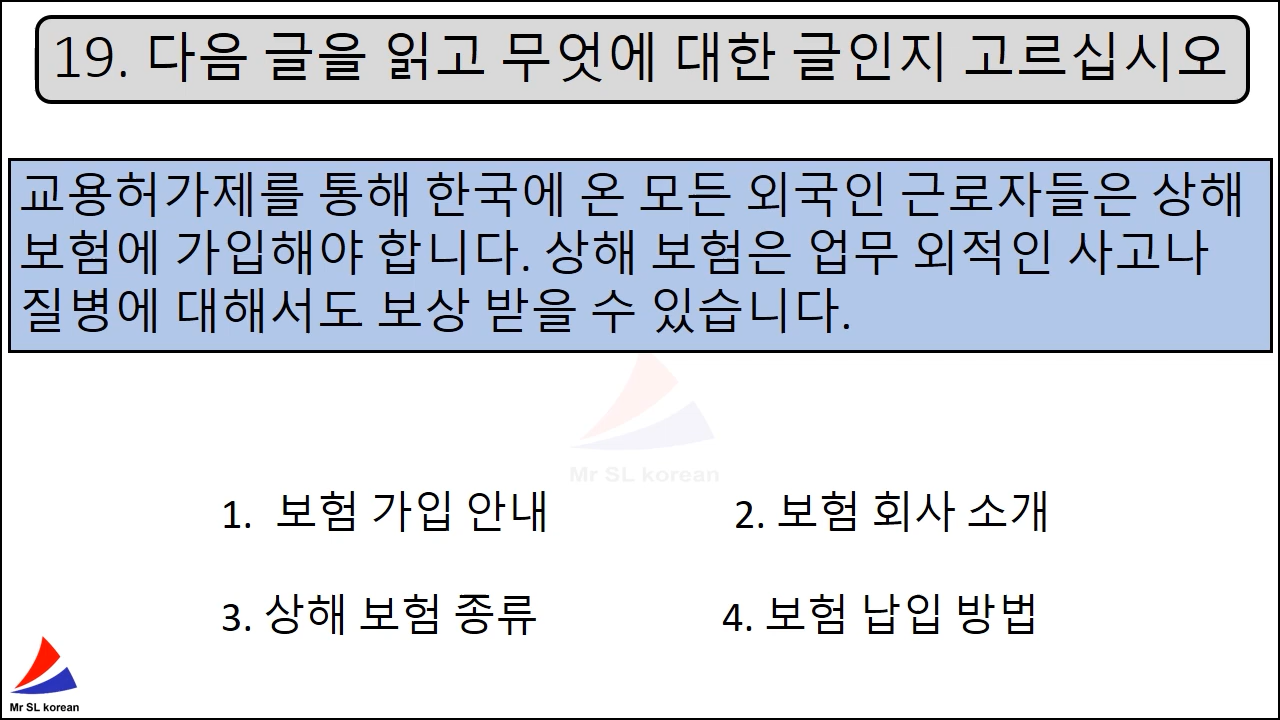 19. 다음 글을 읽고 무엇에 대한 글인지 고르십시오
교용허가제를 통해 한국에 온 모든 외국인 근로자들은 상해
보험에 가입해야 합니다. 상해 보험은 업무 외적인 사고나
질병에 대해서도 보상 받을 수 있습니다.
Mr SL korean
1. 보험 가입 안내
2. 보험 회사 소개
3. 상해 보험 종류
4. 보험 납입 방법
Mr SL korean